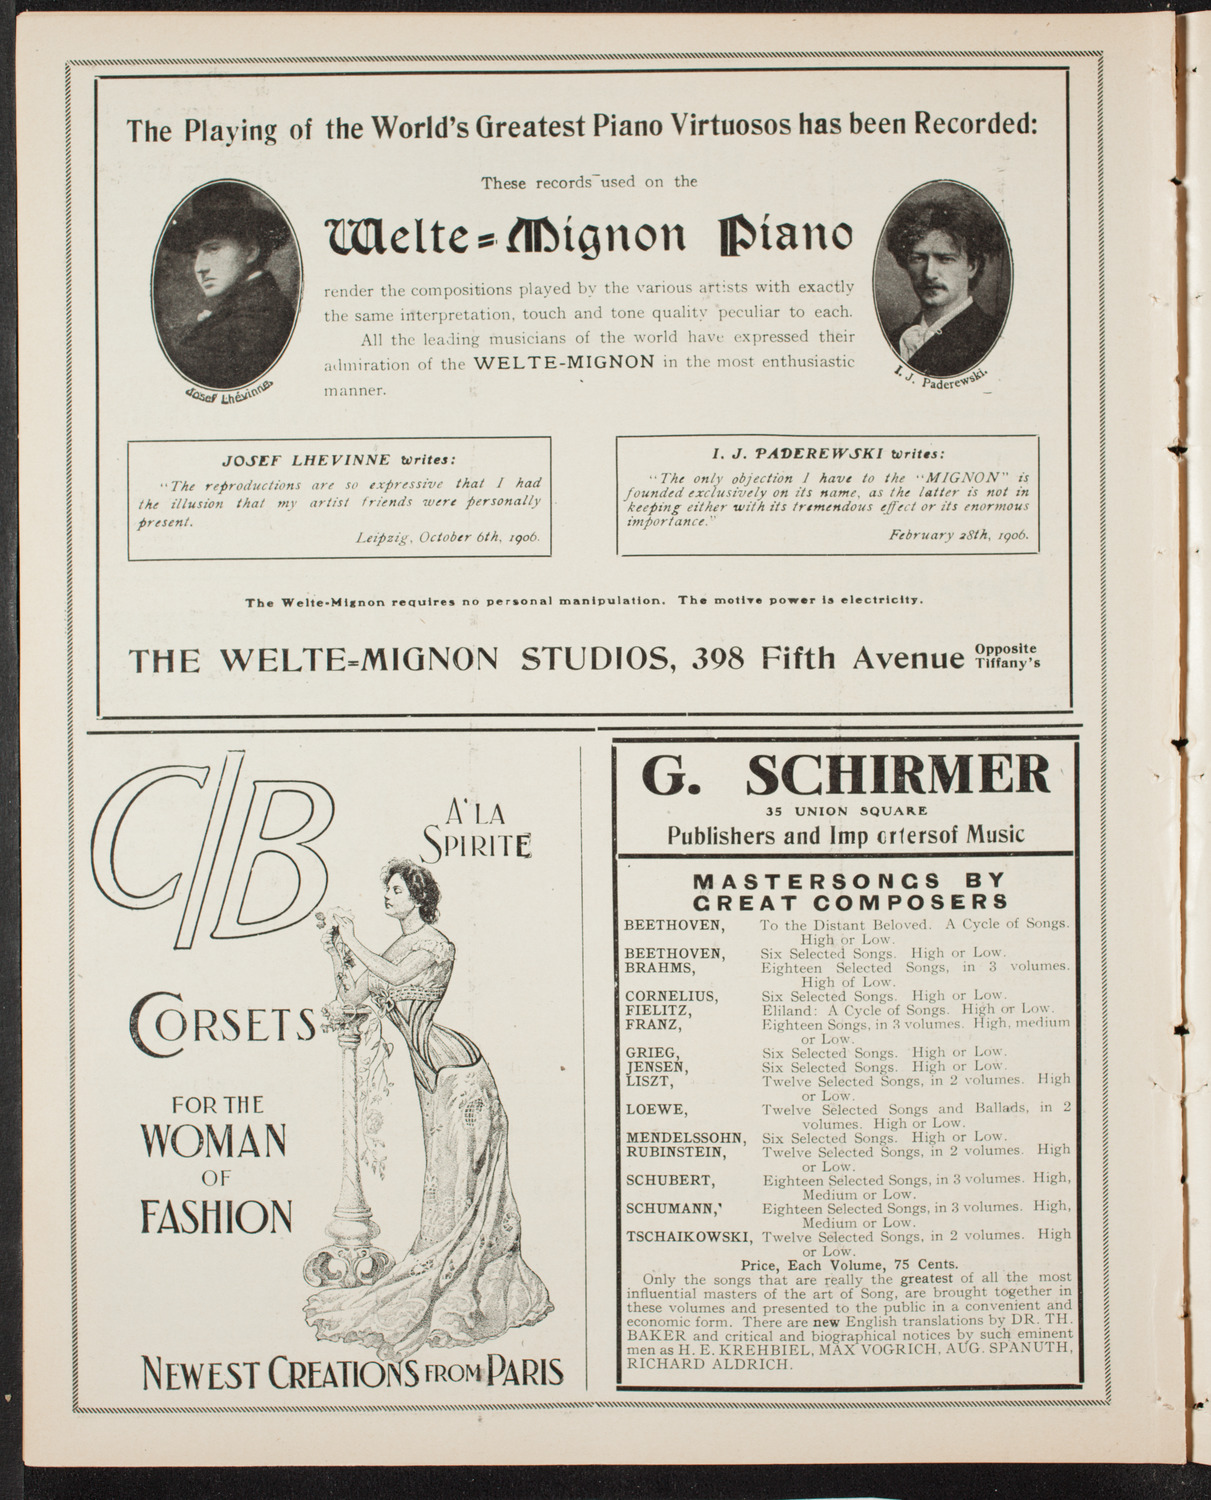 The Playing of the World's Greatest Piano Virtuosos has been Recorded:
These records used on the
Welte=Mignon Piano
render the compositions played by the various artists with exactly
the same interpretation, touch and tone quality peculiar to each.
All the leading musicians of the world have expressed their
admiration of the WELTE-MIGNON in the most enthusiastic
manner.
Josef Lhévinne
I. J. Paderewski.
JOSEF LHEVINNE writes:
"The reproductions are so expressive that I had
the illusion that my artist friends were personally
present.
Leipzig, October 6th, 1906.
I. J. PADEREWSKI writes:
"The only objection I have to the "MIGNON" is
founded exclusively on its name, as the latter is not in
keeping either with its tremendous effect or its enormous
importance."
February 28th, 1906.
The Welte-Mignon requires no personal manipulation. The motive power is electricity.
THE WELTE=MIGNON STUDIOS, 398 Fifth Avenue Opposite Tiffany's
C/B
A' LA
SPIRITE
CORSETS
FOR THE
WOMAN
OF
FASHION
NEWEST CREATIONS FROM PARIS
G. SCHIRMER
35 UNION SQUARE
Publishers and Imp ortersof Music
MASTERSONGS BY
GREAT COMPOSERS
BEETHOVEN, To the Distant Beloved. A Cycle of Songs.
High or Low.
BEETHOVEN, Six Selected Songs. High or Low.
BRAHMS, Eighteen Selected Songs, in 3 volumes.
High of Low.
CORNELIUS, Six Selected Songs. High or Low.
FIELITZ, Eliland: A Cycle of Songs. High or Low.
FRANZ, Eighteen Songs, in 3 volumes. High, medium
or Low.
GRIEG, Six Selected Songs. High or Low.
JENSEN, Six Selected Songs. High or Low.
LISZT, Twelve Selected Songs, in 2 volumes. High
or Low.
LOEWE, Twelve Selected Songs and Ballads, in 2
volumes. High or Low.
MENDELSSOHN, Six Selected Songs. High or Low.
RUBINSTEIN, Twelve Selected Songs, in 2 volumes. High
or Low.
SCHUBERT, Eighteen Selected Songs, in 3 volumes. High,
Medium or Low.
SCHUMANN,' Eighteen Selected Songs, in 3 volumes. High,
Medium or Low.
TSCHAIKOWSKI, Twelve Selected Songs, in 2 volumes. High
or Low.
Price, Each Volume, 75 Cents.
Only the songs that are really the greatest of all the most
influential masters of the art of Song, are brought together in
these volumes and presented to the public in a convenient and
economic form. There are new English translations by DR. TH.
BAKER and critical and biographical notices by such eminent
men as H. E. KREHBIEL, MAX VOGRICH, AUG. SPANUTH,
RICHARD ALDRICH.